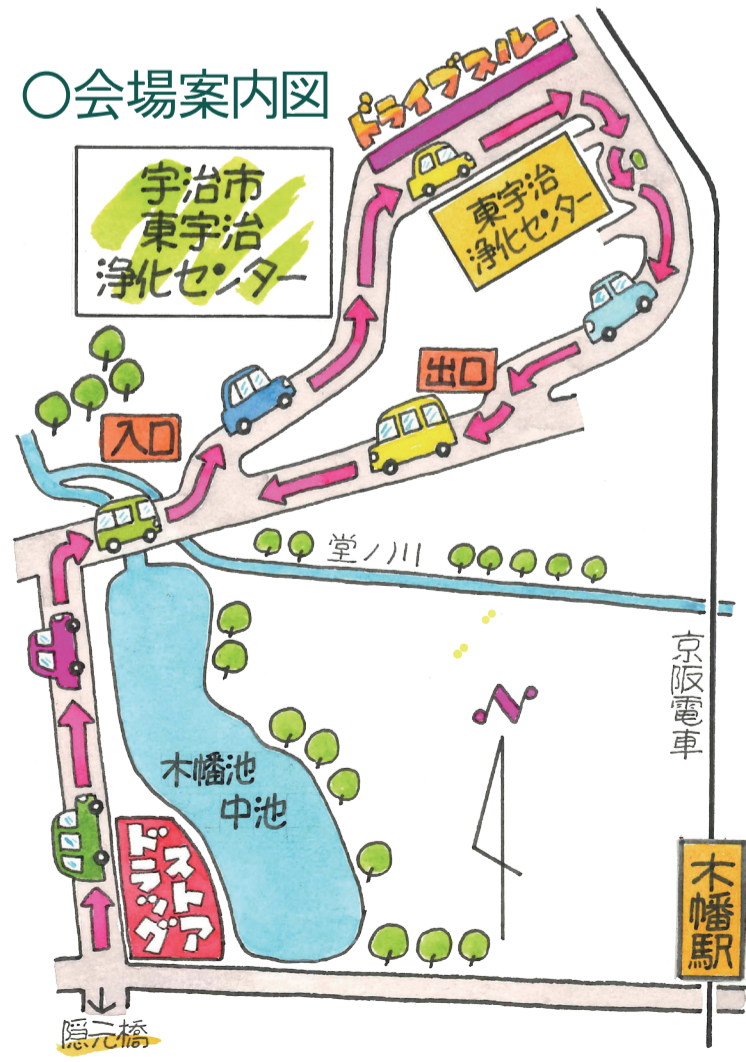 ○会場案内図
ドライブスルー
宇治市
東宇治
浄化センター
東宇治
浄化センター
出口
入口
堂ノ川
京阪電車
N
木幡池
中池
ドラッグ
ストア
木幡駅
隠元橋